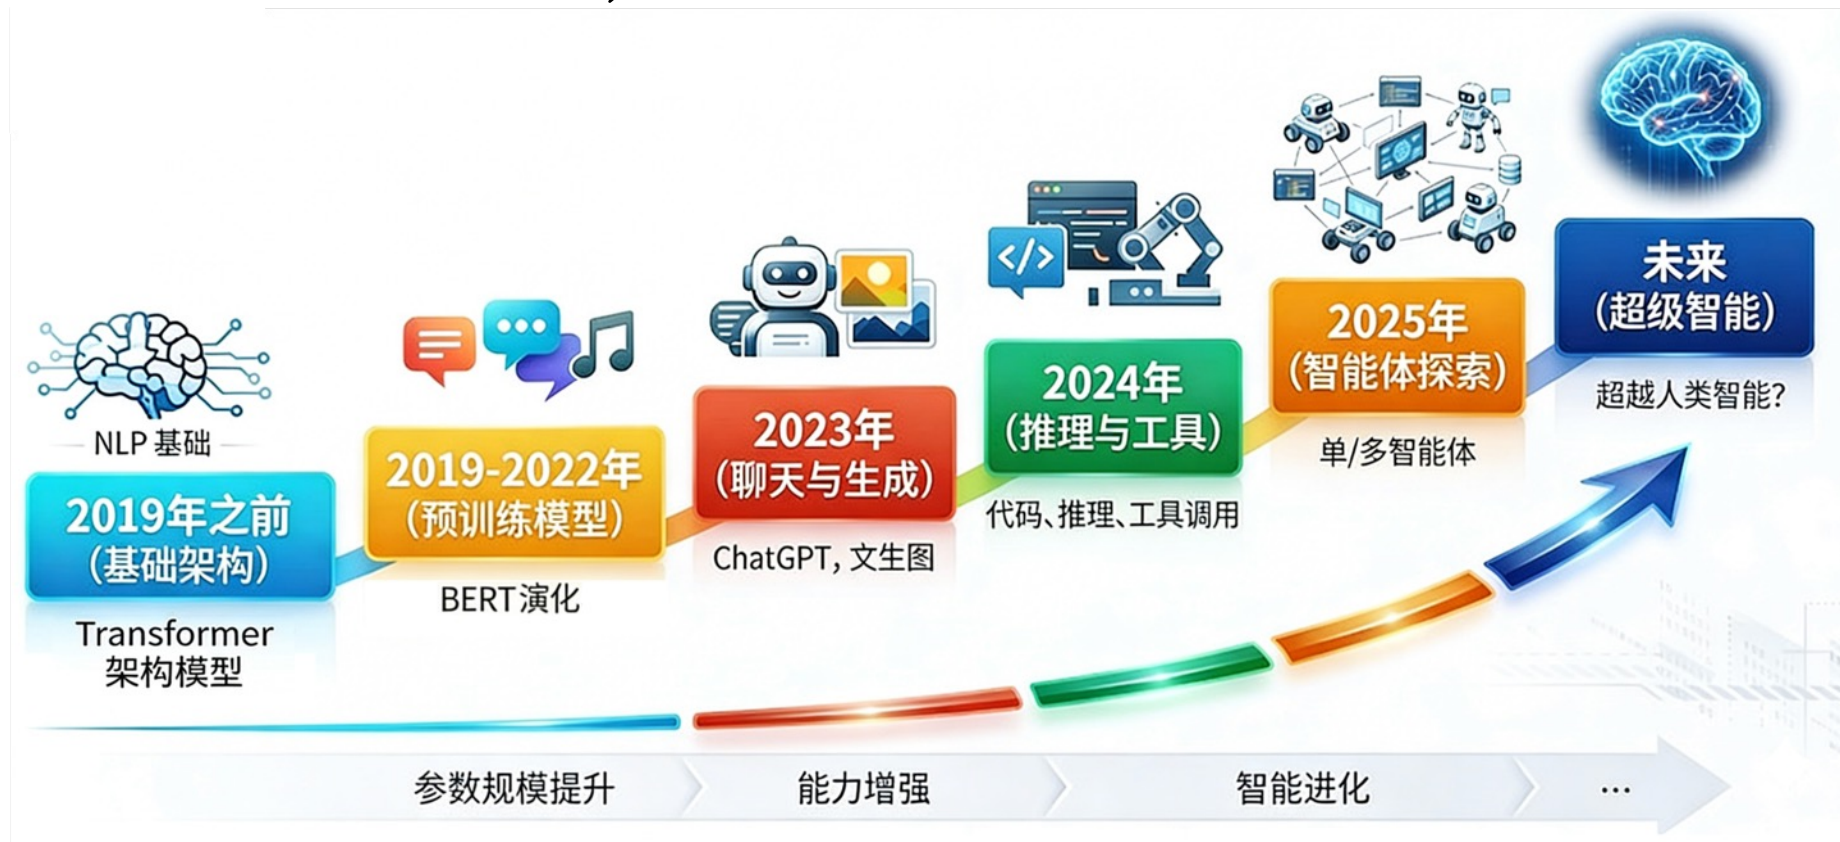 NLP 基础
2019年之前
(基础架构)
Transformer
架构模型
2019-2022年
(预训练模型)
BERT演化
2023年
(聊天与生成)
ChatGPT, 文生图
</>
2024年
(推理与工具)
代码、推理、工具调用
2025年
(智能体探索)
单/多智能体
未来
(超级智能)
超越人类智能?
参数规模提升
能力增强
智能进化
...